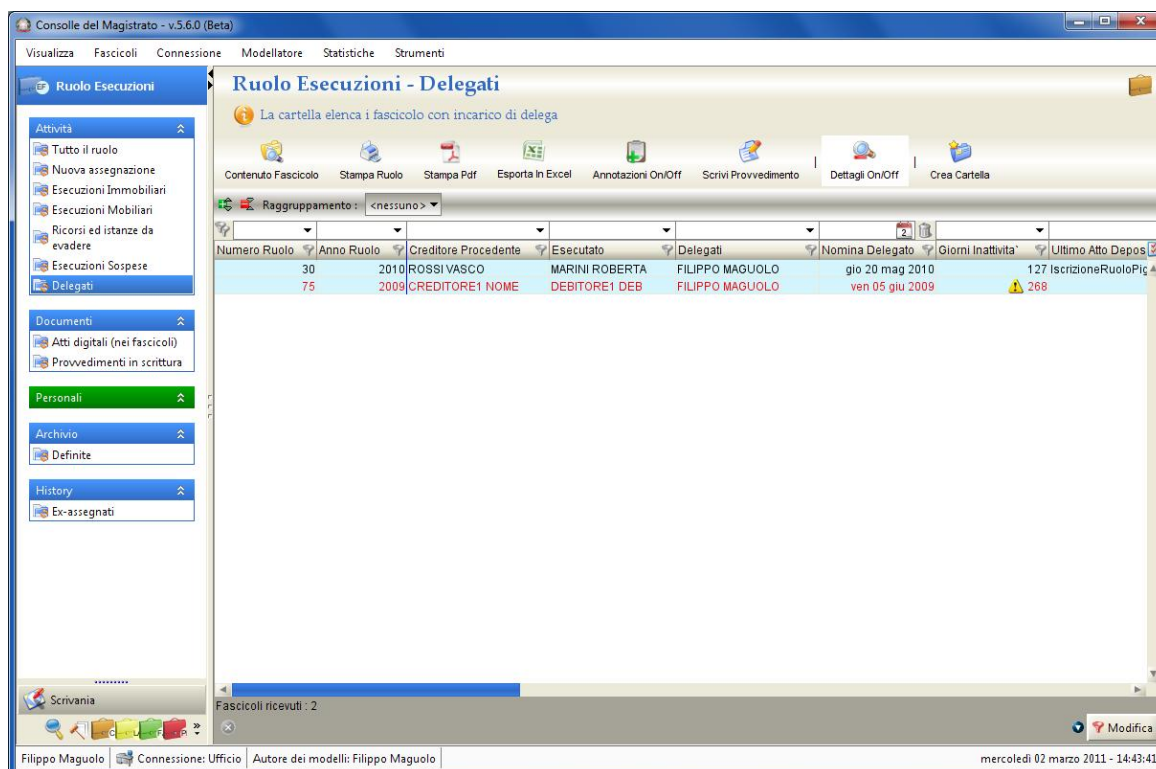 Consolle del Magistrato - v.5.6.0 (Beta)
Visualizza Fascicoli Connessione Modellatore Statistiche Strumenti
EF Ruolo Esecuzioni
Attività
Tutto il ruolo
Nuova assegnazione
Esecuzioni Immobiliari
Esecuzioni Mobiliari
Ricorsi ed istanze da
evadere
Esecuzioni Sospese
Delegati
Documenti
Atti digitali (nei fascicoli)
Provvedimenti in scrittura
Personali
Archivio
Definite
History
Ex-assegnati
Scrivania
Ruolo Esecuzioni - Delegati
La cartella elenca i fascicolo con incarico di delega
Contenuto Fascicolo Stampa Ruolo Stampa Pdf Esporta In Excel Annotazioni On/Off Scrivi Provvedimento Dettagli On/Off Crea Cartella
Raggruppamento : <nessuno>
2
Numero Ruolo Anno Ruolo Creditore Procedente Esecutato Delegati Nomina Delegato Giorni Inattivita` Ultimo Atto Depos
30 2010 ROSSI VASCO MARINI ROBERTA FILIPPO MAGUOLO gio 20 mag 2010 127 IscrizioneRuoloPig
75 2009 CREDITORE1 NOME DEBITORE1 DEB FILIPPO MAGUOLO ven 05 giu 2009 268
Fascicoli ricevuti : 2
Modifica
Filippo Maguolo Connessione: Ufficio Autore dei modelli: Filippo Maguolo mercoledì 02 marzo 2011 - 14:43:41